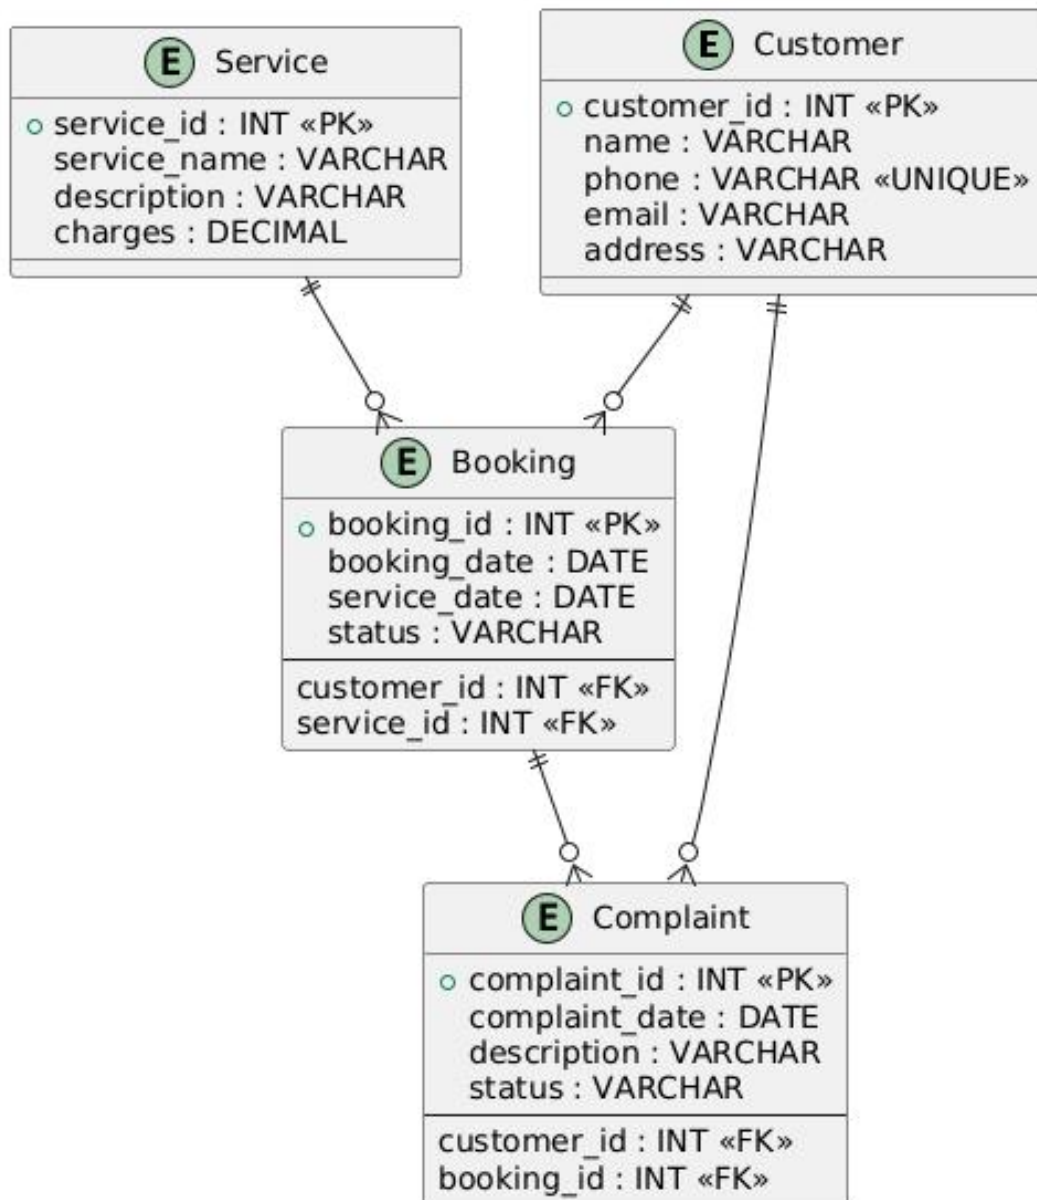 E Service
service_id : INT «PK»
service_name : VARCHAR
description : VARCHAR
charges : DECIMAL
E Customer
customer_id : INT «PK»
name : VARCHAR
phone : VARCHAR «UNIQUE»
email : VARCHAR
address : VARCHAR
E Booking
booking_id : INT «PK»
booking_date : DATE
service_date : DATE
status : VARCHAR
customer_id : INT «FK»
service_id : INT «FK»
E Complaint
complaint_id : INT «PK»
complaint_date : DATE
description : VARCHAR
status : VARCHAR
customer_id : INT «FK»
booking_id : INT «FK»